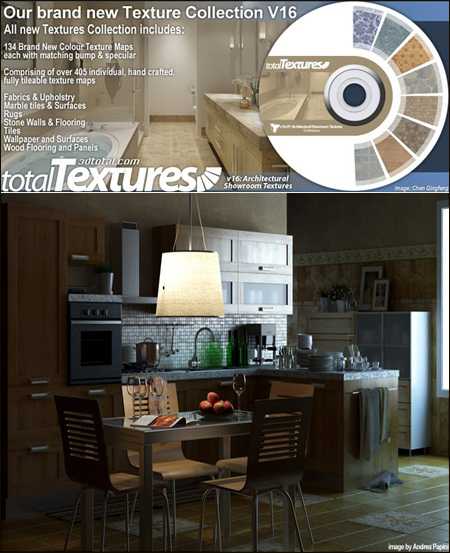 Our brand new Texture Collection V16
All new Textures Collection includes:
134 Brand New Colour Texture Maps
each with matching bump & specular
Comprising of over 405 individual, hand crafted,
fully tileable texture maps
Fabrics & Upholstry
Marble tiles & Surfaces
Rugs
Stone Walls & Flooring
Tiles
Wallpaper and Surfaces
Wood Flooring and Panels
totalTextures
3dtotal.com
totalTextures
v16: Architectural
Showroom Textures
image: Chen Qingfeng
image by Andrea Papini